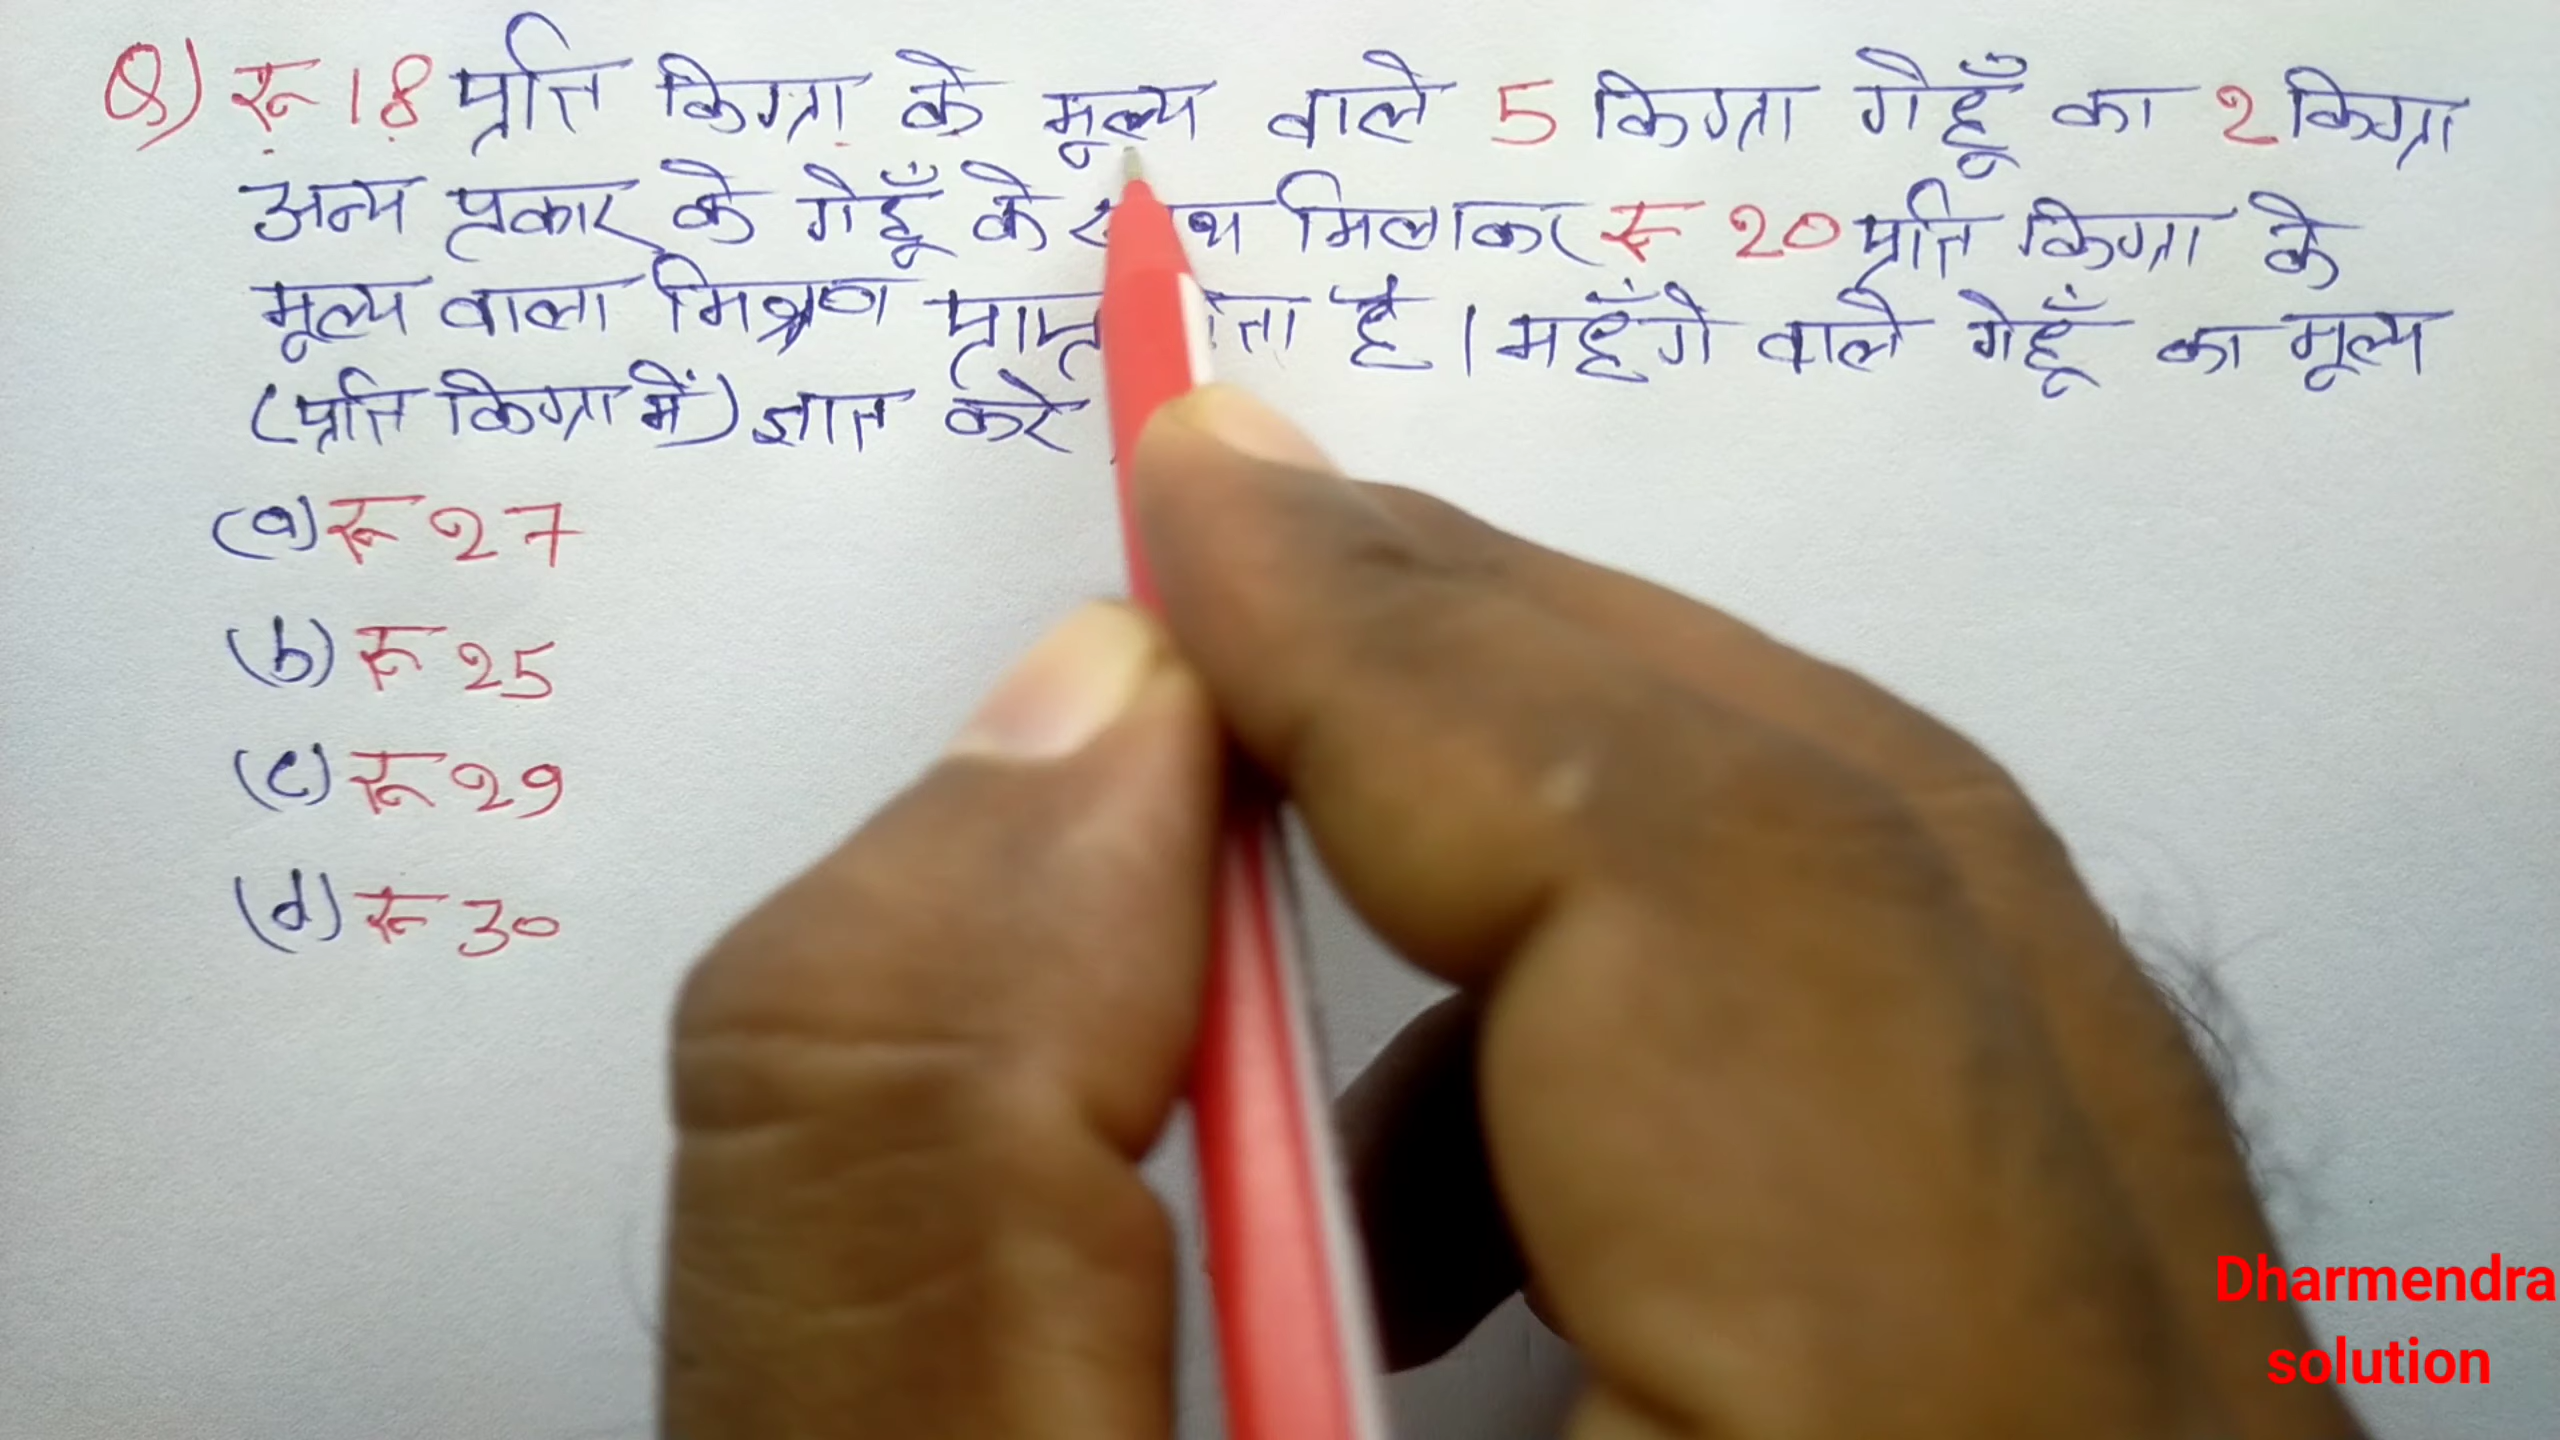 Q) रू 18 प्रति किग्रा के मूल्य वाले 5 किग्रा गेहूँ का 2 किग्रा
अन्य प्रकार के गेहूँ के मिलाकर रू 20 प्रति किग्रा के
मूल्य वाला मिश्रण है । महँगे वाले गेहूँ का मूल्य
(प्रति किग्रा में) ज्ञात करे
(a) रू 27
(b) रू 25
(c) रू 29
(d) रू 30
Dharmendra
solution